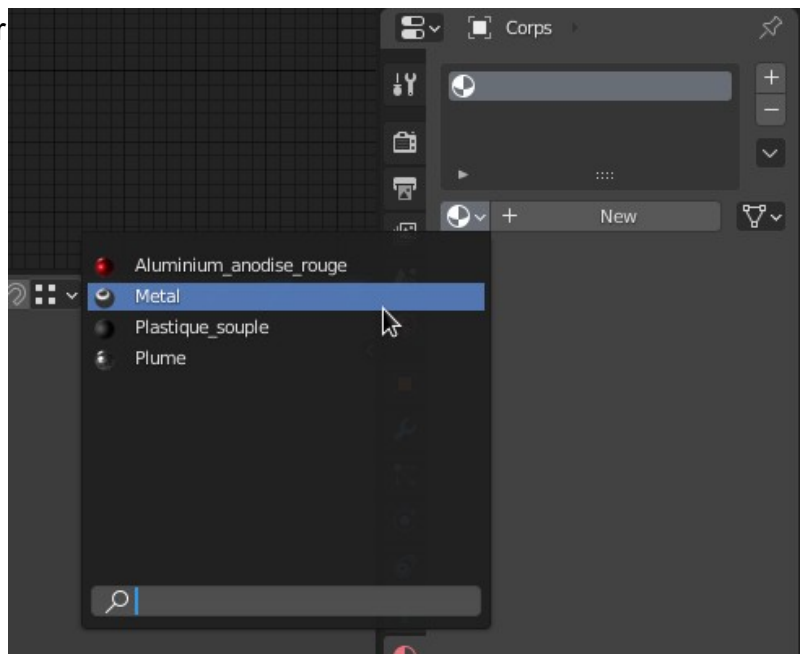 r
Corps
New
Aluminium_anodise_rouge
Metal
Plastique_souple
Plume